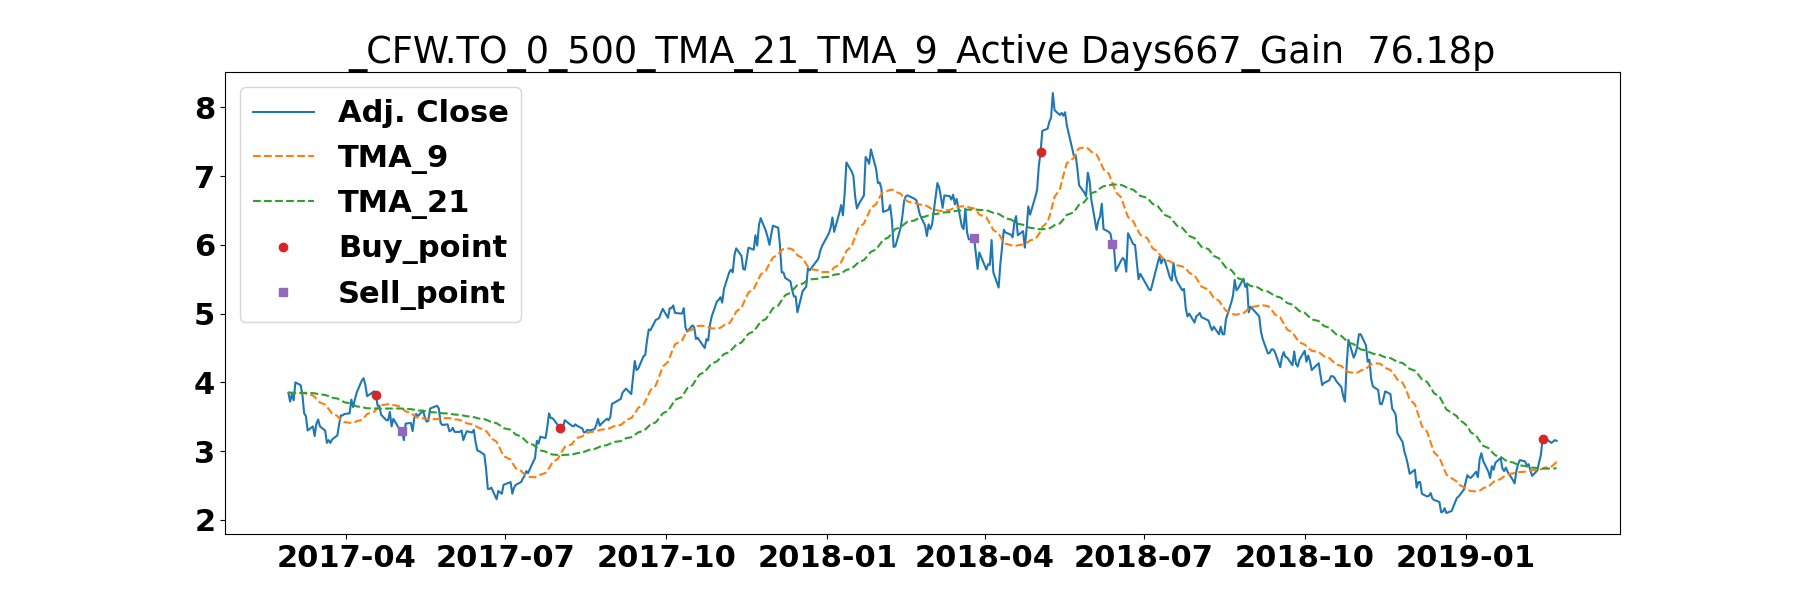 _CFW.TO_0_500_TMA_21_TMA_9_Active Days667_Gain  76.18p
Adj. Close
TMA_9
TMA_21
Buy_point
Sell_point
8
7
6
5
4
3
2
2017-04 2017-07 2017-10 2018-01 2018-04 2018-07 2018-10 2019-01